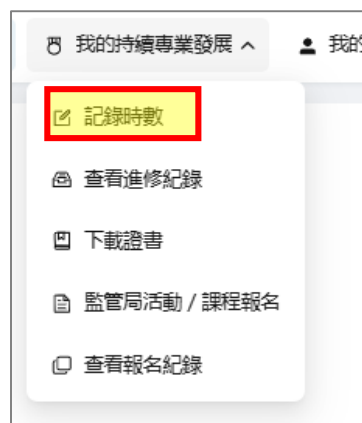 我的持續專業發展
我的
記錄時數
查看進修紀錄
下載證書
監管局活動 / 課程報名
查看報名紀錄